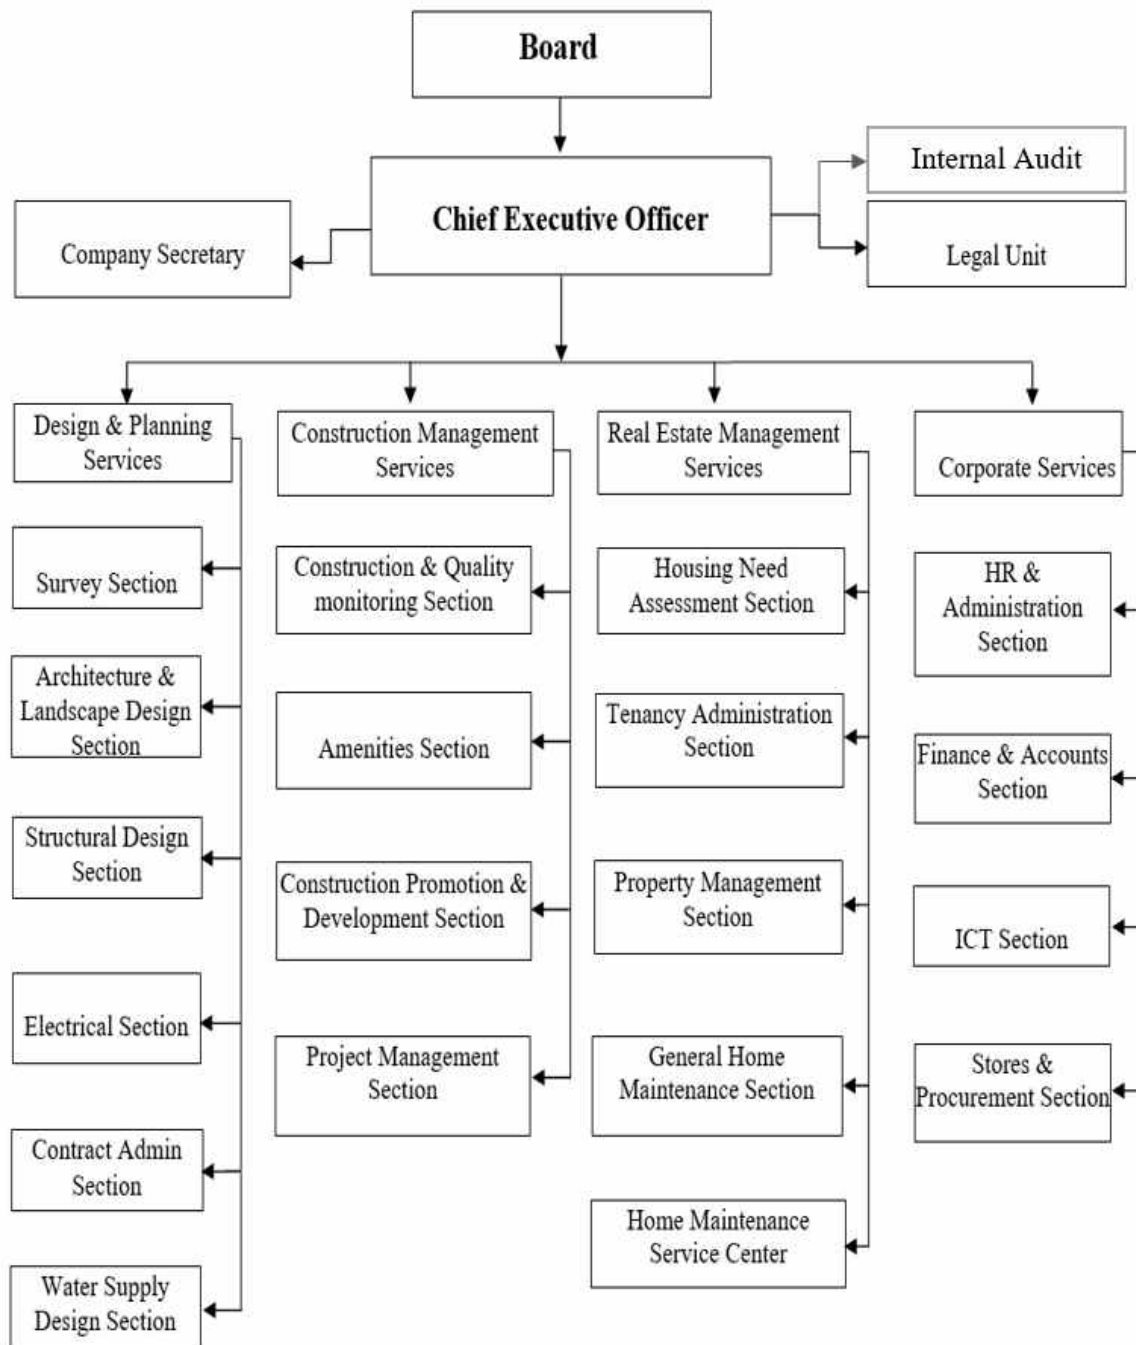 Board
Chief Executive Officer
Internal Audit
Legal Unit
Company Secretary
Design & Planning
Services
Survey Section
Architecture &
Landscape Design
Section
Structural Design
Section
Electrical Section
Contract Admin
Section
Water Supply
Design Section
Construction Management
Services
Construction & Quality
monitoring Section
Amenities Section
Construction Promotion &
Development Section
Project Management
Section
Real Estate Management
Services
Housing Need
Assessment Section
Tenancy Administration
Section
Property Management
Section
General Home
Maintenance Section
Home Maintenance
Service Center
Corporate Services
HR &
Administration
Section
Finance & Accounts
Section
ICT Section
Stores &
Procurement Section